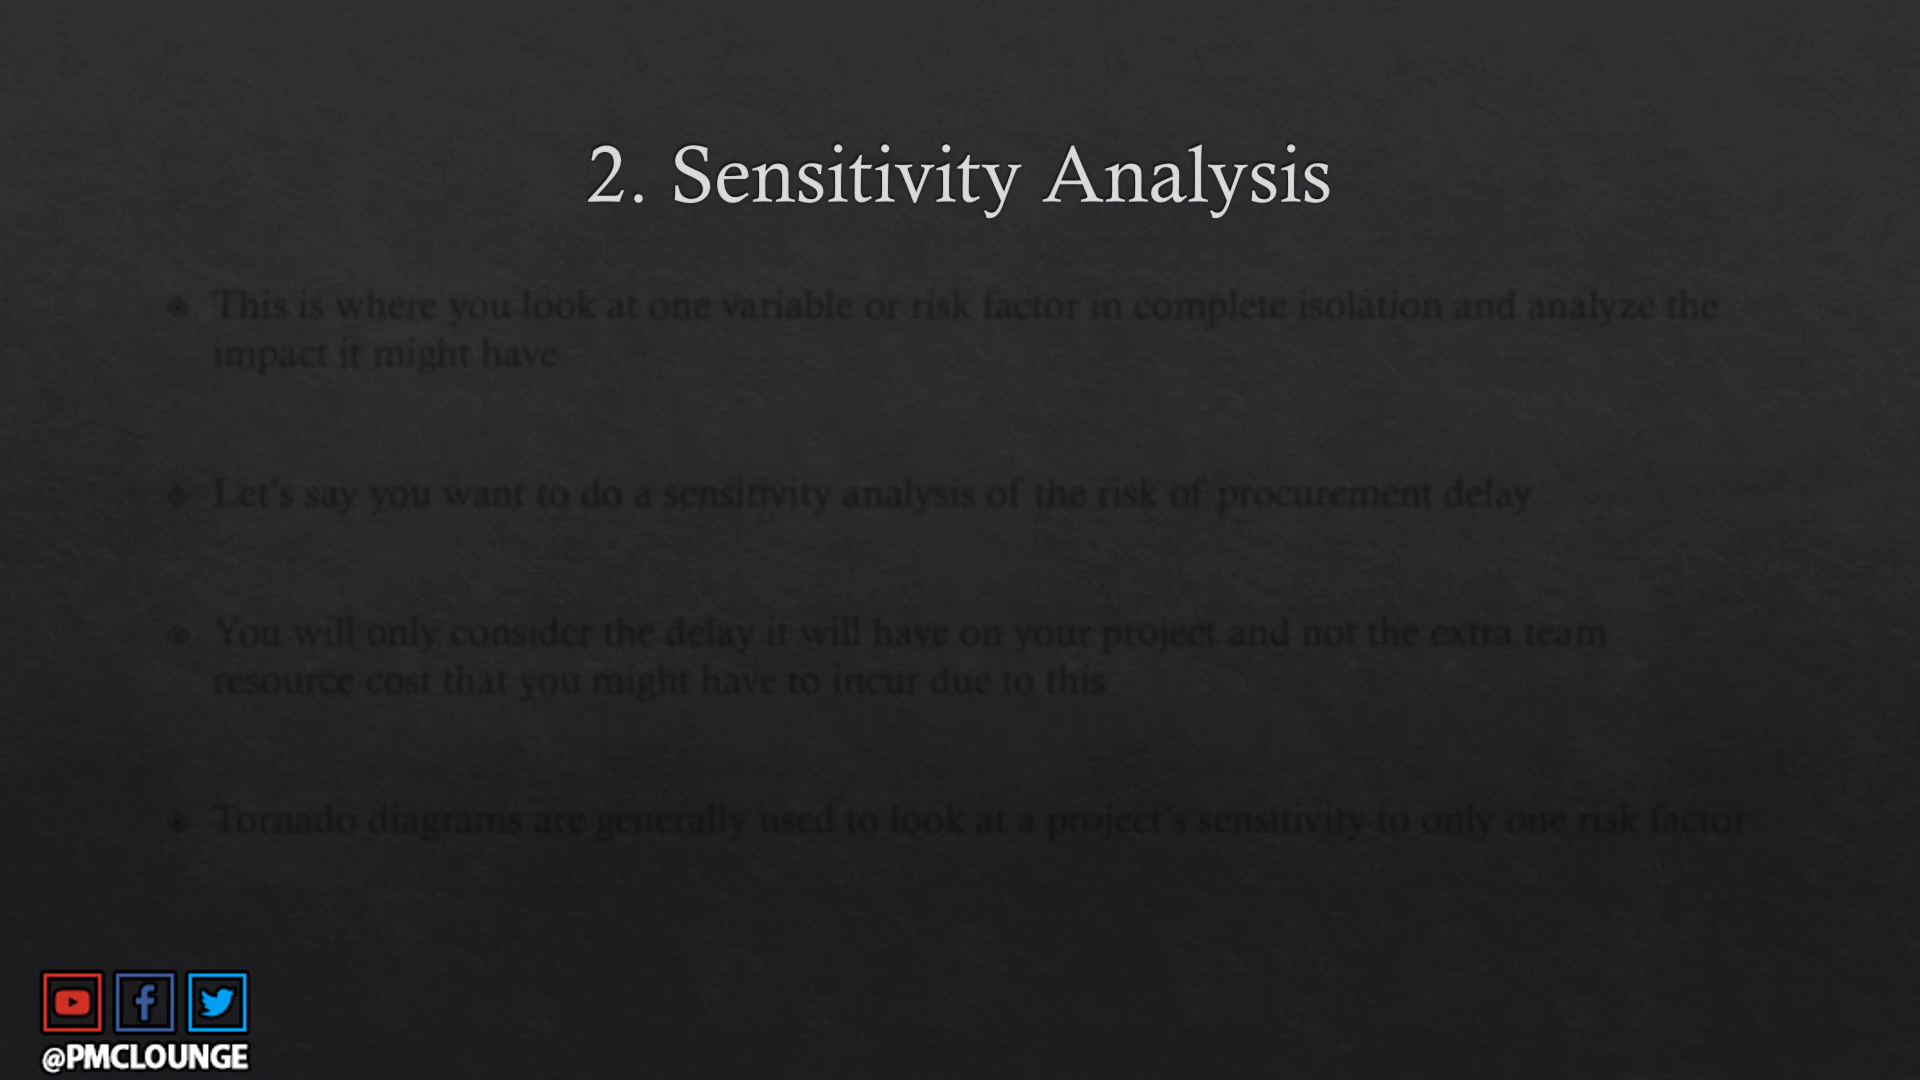 2. Sensitivity Analysis
This is where you look at one variable or risk factor in complete isolation and analyze the
impact it might have
Let's say you want to do a sensitivity analysis of the risk of procurement delay
You will only consider the delay it will have on your project and not the extra team
resource cost that you might have to incur due to this
Tornado diagrams are generally used to look at a project's sensitivity to only one risk factor
@PMCLOUNGE